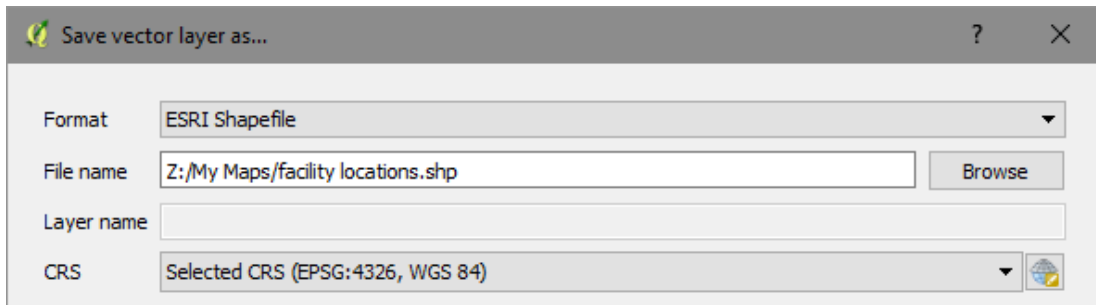 Save vector layer as... ?
Format ESRI Shapefile
File name Z:/My Maps/facility locations.shp Browse
Layer name
CRS Selected CRS (EPSG:4326, WGS 84)